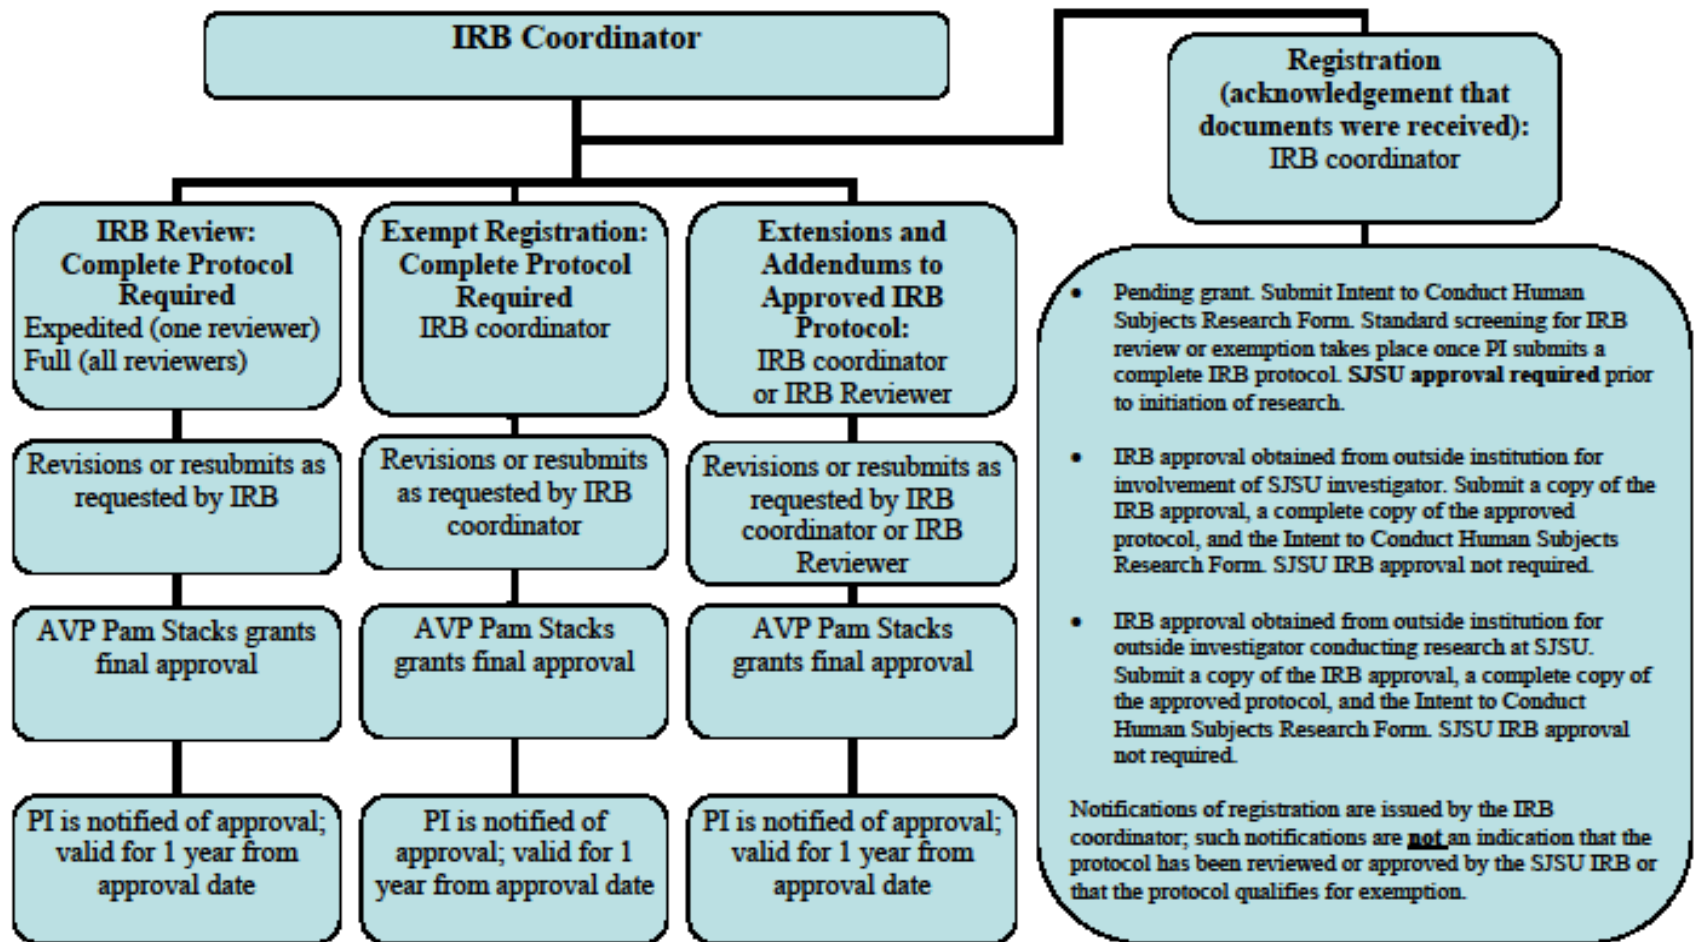 IRB Coordinator
Registration
(acknowledgement that
documents were received):
IRB coordinator
IRB Review:
Complete Protocol
Required
Expedited (one reviewer)
Full (all reviewers)
Exempt Registration:
Complete Protocol
Required
IRB coordinator
Extensions and
Addendums to
Approved IRB
Protocol:
IRB coordinator
or IRB Reviewer
Revisions or resubmits as
requested by IRB
Revisions or resubmits
as requested by IRB
coordinator
Revisions or resubmits as
requested by IRB
coordinator or IRB
Reviewer
AVP Pam Stacks grants
final approval
AVP Pam Stacks
grants final approval
AVP Pam Stacks
grants final approval
PI is notified of approval;
valid for 1 year from
approval date
PI is notified of
approval; valid for 1
year from approval date
PI is notified of approval;
valid for 1 year from
approval date
• Pending grant. Submit Intent to Conduct Human
Subjects Research Form. Standard screening for IRB
review or exemption takes place once PI submits a
complete IRB protocol. SJSU approval required prior
to initiation of research.
• IRB approval obtained from outside institution for
involvement of SJSU investigator. Submit a copy of the
IRB approval, a complete copy of the approved
protocol, and the Intent to Conduct Human Subjects
Research Form. SJSU IRB approval not required.
• IRB approval obtained from outside institution for
outside investigator conducting research at SJSU.
Submit a copy of the IRB approval, a complete copy of
the approved protocol, and the Intent to Conduct
Human Subjects Research Form. SJSU IRB approval
not required.
Notifications of registration are issued by the IRB
coordinator; such notifications are not an indication that the
protocol has been reviewed or approved by the SJSU IRB or
that the protocol qualifies for exemption.